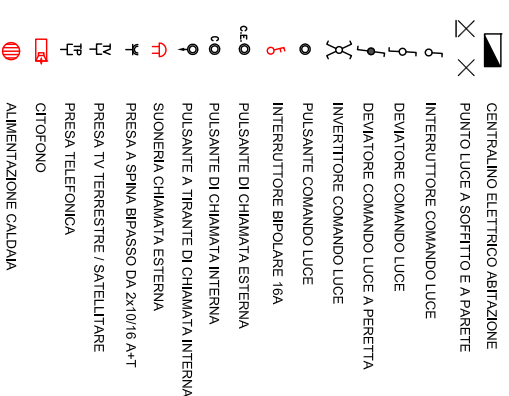 CENTRALINO ELETTRICO ABITAZIONE
PUNTO LUCE A SOFFITTO E A PARETE
INTERRUTTORE COMANDO LUCE
DEVIATORE COMANDO LUCE
DEVIATORE COMANDO LUCE A PERETTA
INVERTITORE COMANDO LUCE
PULSANTE COMANDO LUCE
INTERRUTTORE BIPOLARE 16A
C.E. PULSANTE DI CHIAMATA ESTERNA
C PULSANTE DI CHIAMATA INTERNA
PULSANTE A TIRANTE DI CHIAMATA INTERNA
SUONERIA CHIAMATA ESTERNA
PRESA A SPINA BIPASSO DA 2x10/16 A+T
TV PRESA TV TERRESTRE / SATELLITARE
TP PRESA TELEFONICA
CITOFONO
ALIMENTAZIONE CALDAIA